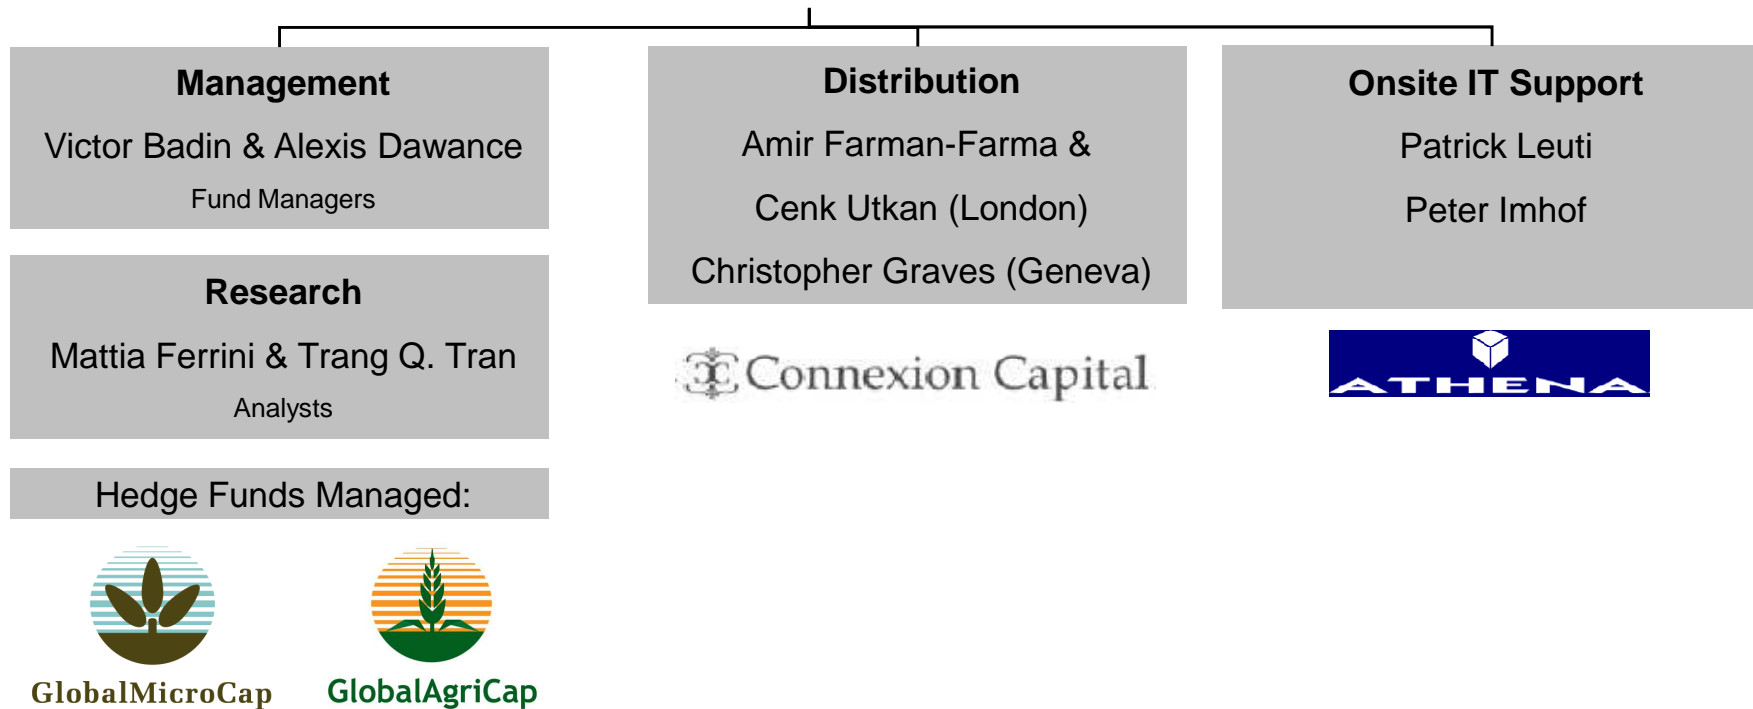 Management
Victor Badin & Alexis Dawance
Fund Managers
Research
Mattia Ferrini & Trang Q. Tran
Analysts
Hedge Funds Managed:
GlobalMicroCap
GlobalAgriCap
Distribution
Amir Farman-Farma &
Cenk Utkan (London)
Christopher Graves (Geneva)
Connexion Capital
Onsite IT Support
Patrick Leuti
Peter Imhof
ATHENA